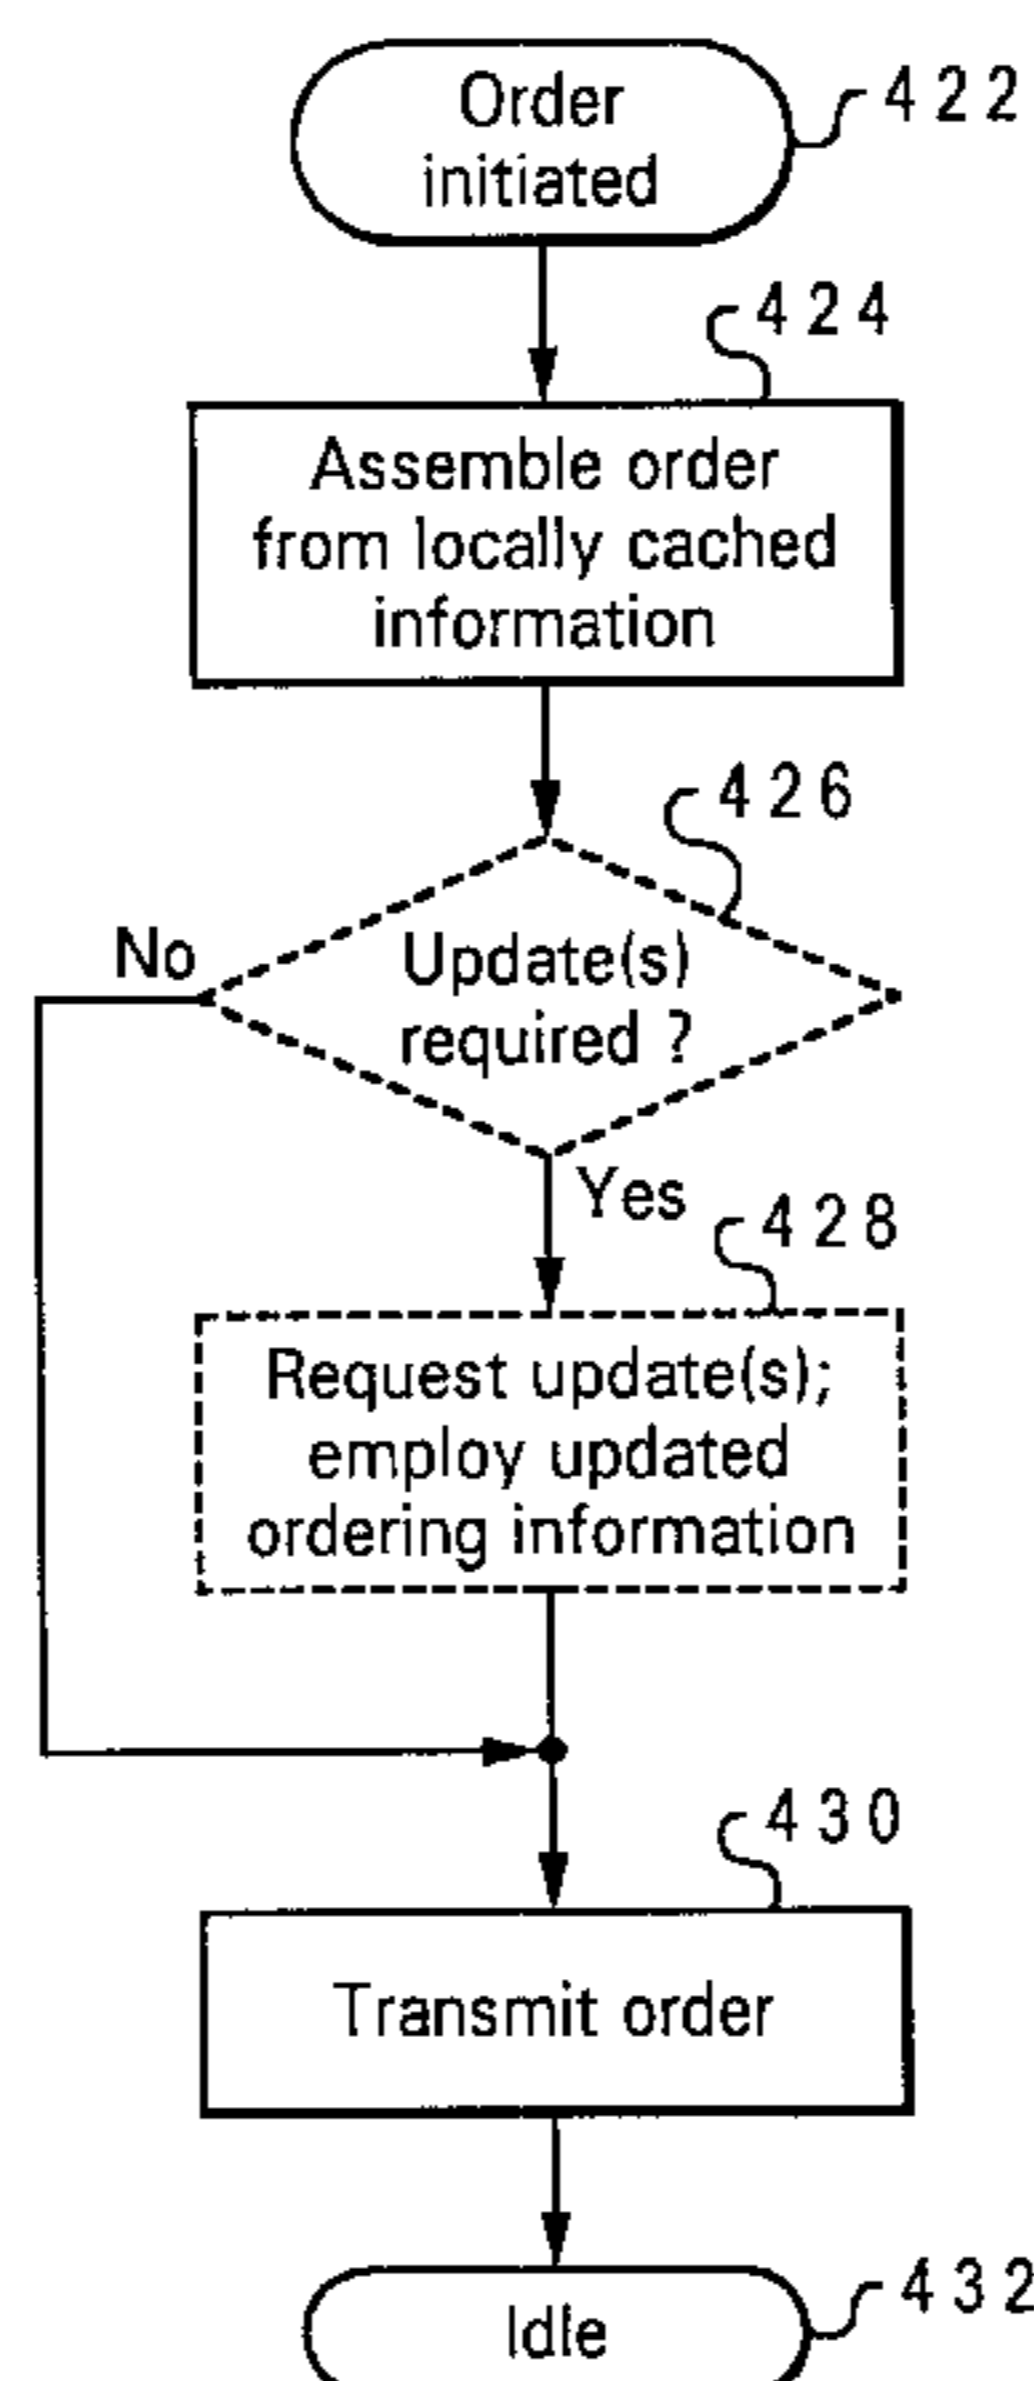 Order
initiated
422
424
Assemble order
from locally cached
information
426
No
Update(s)
required ?
Yes
428
Request update(s);
employ updated
ordering information
430
Transmit order
432
Idle